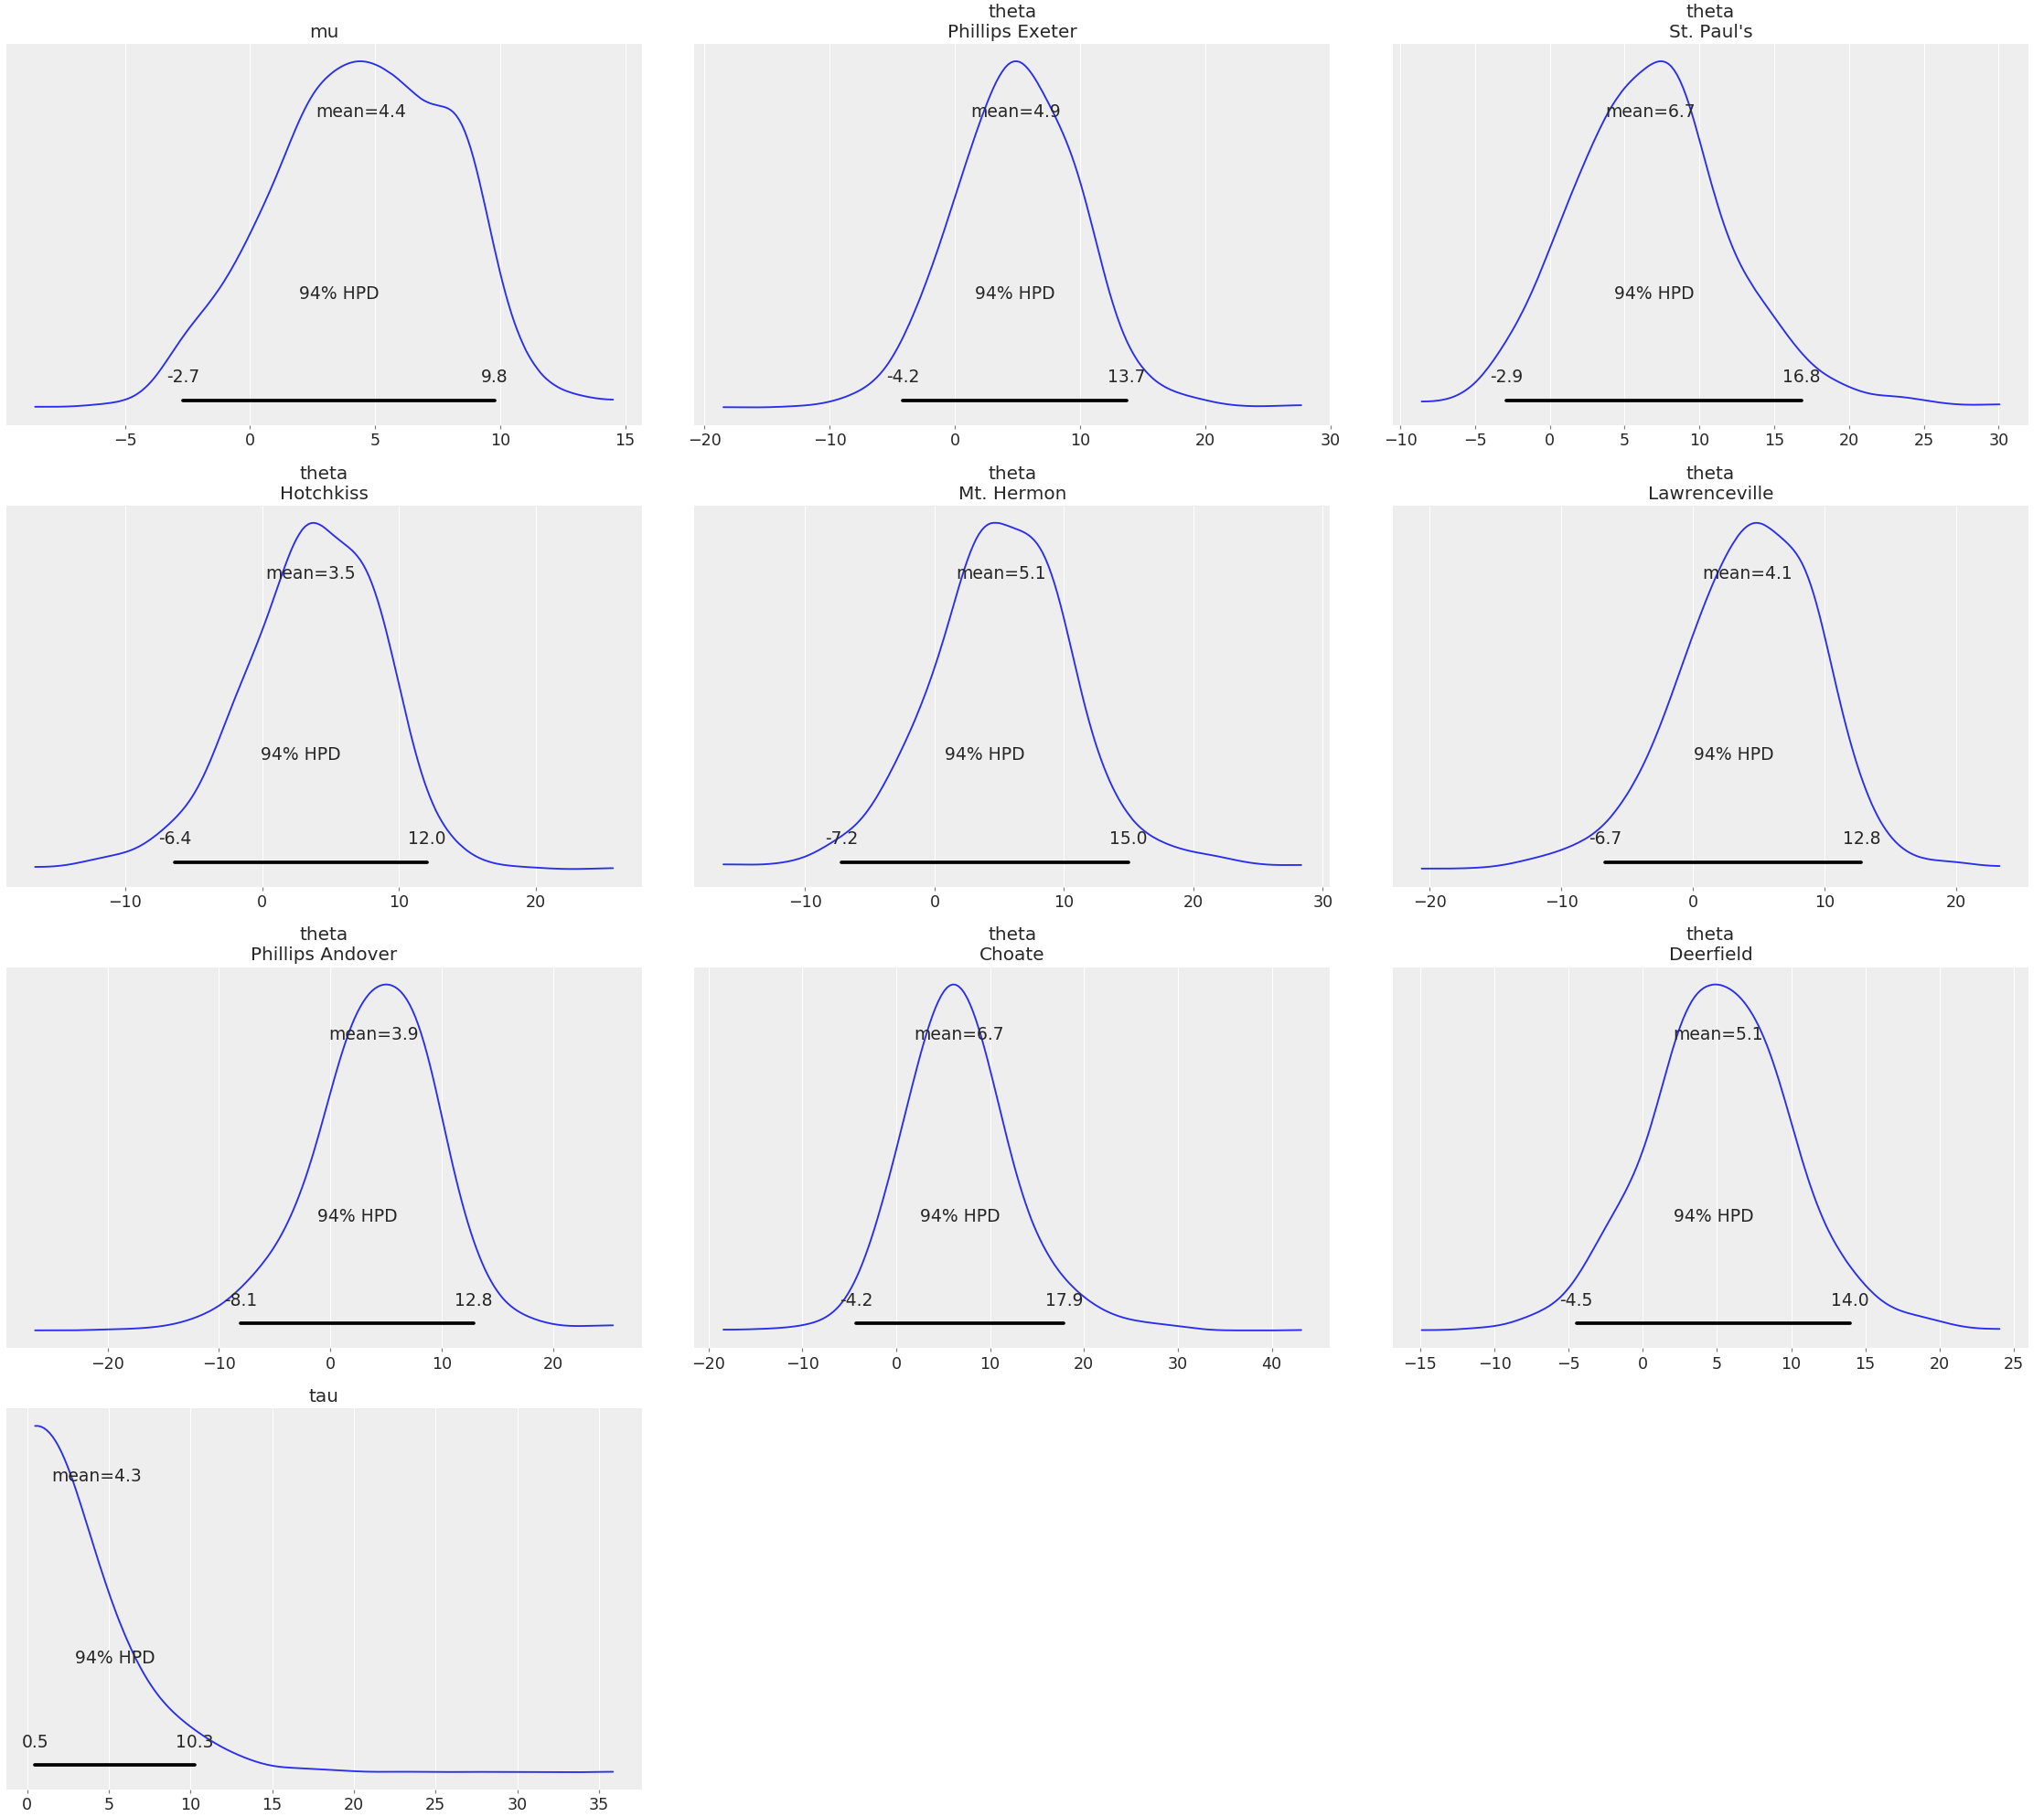 mu
mean=4.4
94% HPD
-2.7 9.8
−5 0 5 10 15
theta
Phillips Exeter
mean=4.9
94% HPD
-4.2 13.7
−20 −10 0 10 20 30
theta
St. Paul's
mean=6.7
94% HPD
-2.9 16.8
−10 −5 0 5 10 15 20 25 30
theta
Hotchkiss
mean=3.5
94% HPD
-6.4 12.0
−10 0 10 20
theta
Mt. Hermon
mean=5.1
94% HPD
-7.2 15.0
−10 0 10 20 30
theta
Lawrenceville
mean=4.1
94% HPD
-6.7 12.8
−20 −10 0 10 20
theta
Phillips Andover
mean=3.9
94% HPD
-8.1 12.8
−20 −10 0 10 20
theta
Choate
mean=6.7
94% HPD
-4.2 17.9
−20 −10 0 10 20 30 40
theta
Deerfield
mean=5.1
94% HPD
-4.5 14.0
−15 −10 −5 0 5 10 15 20 25
tau
mean=4.3
94% HPD
0.5 10.3
0 5 10 15 20 25 30 35